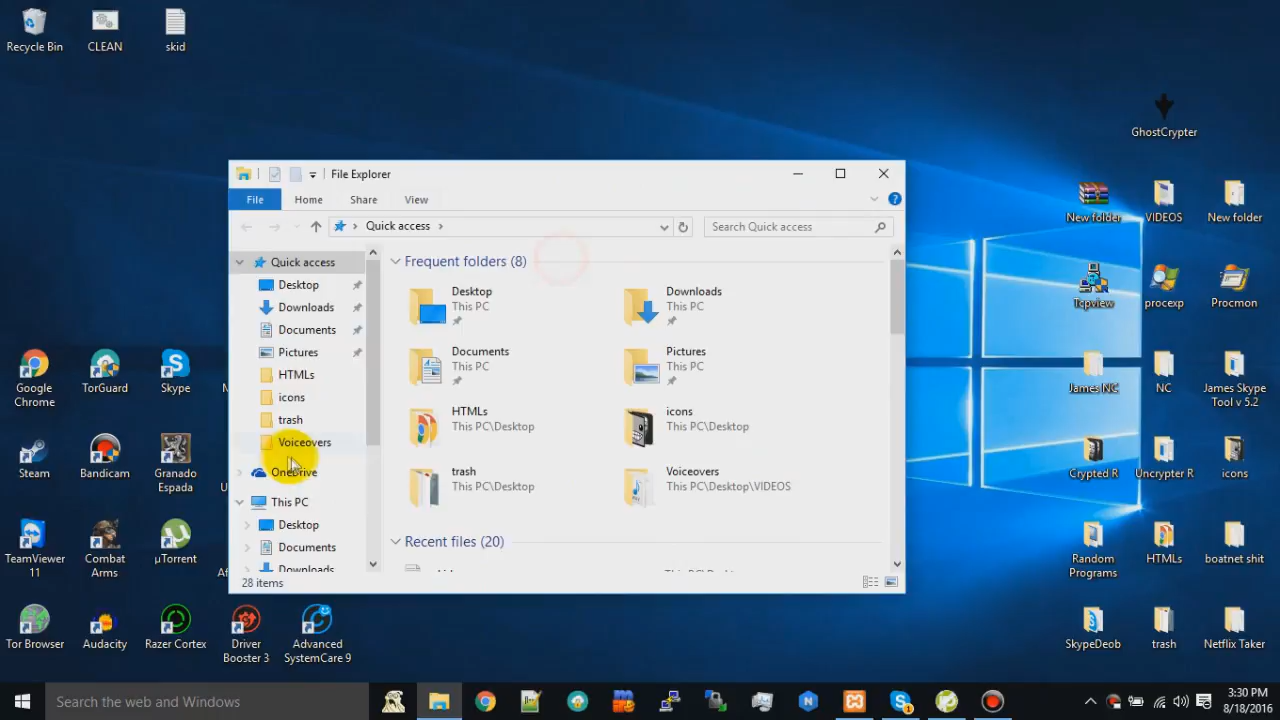 Recycle Bin
CLEAN
skid
GhostCrypter
New folder
VIDEOS
New folder
Tcpview
procexp
Procmon
Google
Chrome
TorGuard
Skype
James NC
NC
James Skype
Tool v 5.2
Steam
Bandicam
Granado
Espada
Crypted R
Uncrypter R
icons
TeamViewer
11
Combat
Arms
µTorrent
Random
Programs
HTMLs
boatnet shit
Tor Browser
Audacity
Razer Cortex
Driver
Booster 3
Advanced
SystemCare 9
SkypeDeob
trash
Netflix Taker
File Explorer
File
Home
Share
View
Quick access
Search Quick access
Quick access
Desktop
Downloads
Documents
Pictures
HTMLs
icons
trash
Voiceovers
OneDrive
This PC
Desktop
Documents
Downloads
Frequent folders (8)
Desktop
This PC
Downloads
This PC
Documents
This PC
Pictures
This PC
HTMLs
This PC\Desktop
icons
This PC\Desktop
trash
This PC\Desktop
Voiceovers
This PC\Desktop\VIDEOS
Recent files (20)
28 items
Search the web and Windows
3:30 PM
8/18/2016